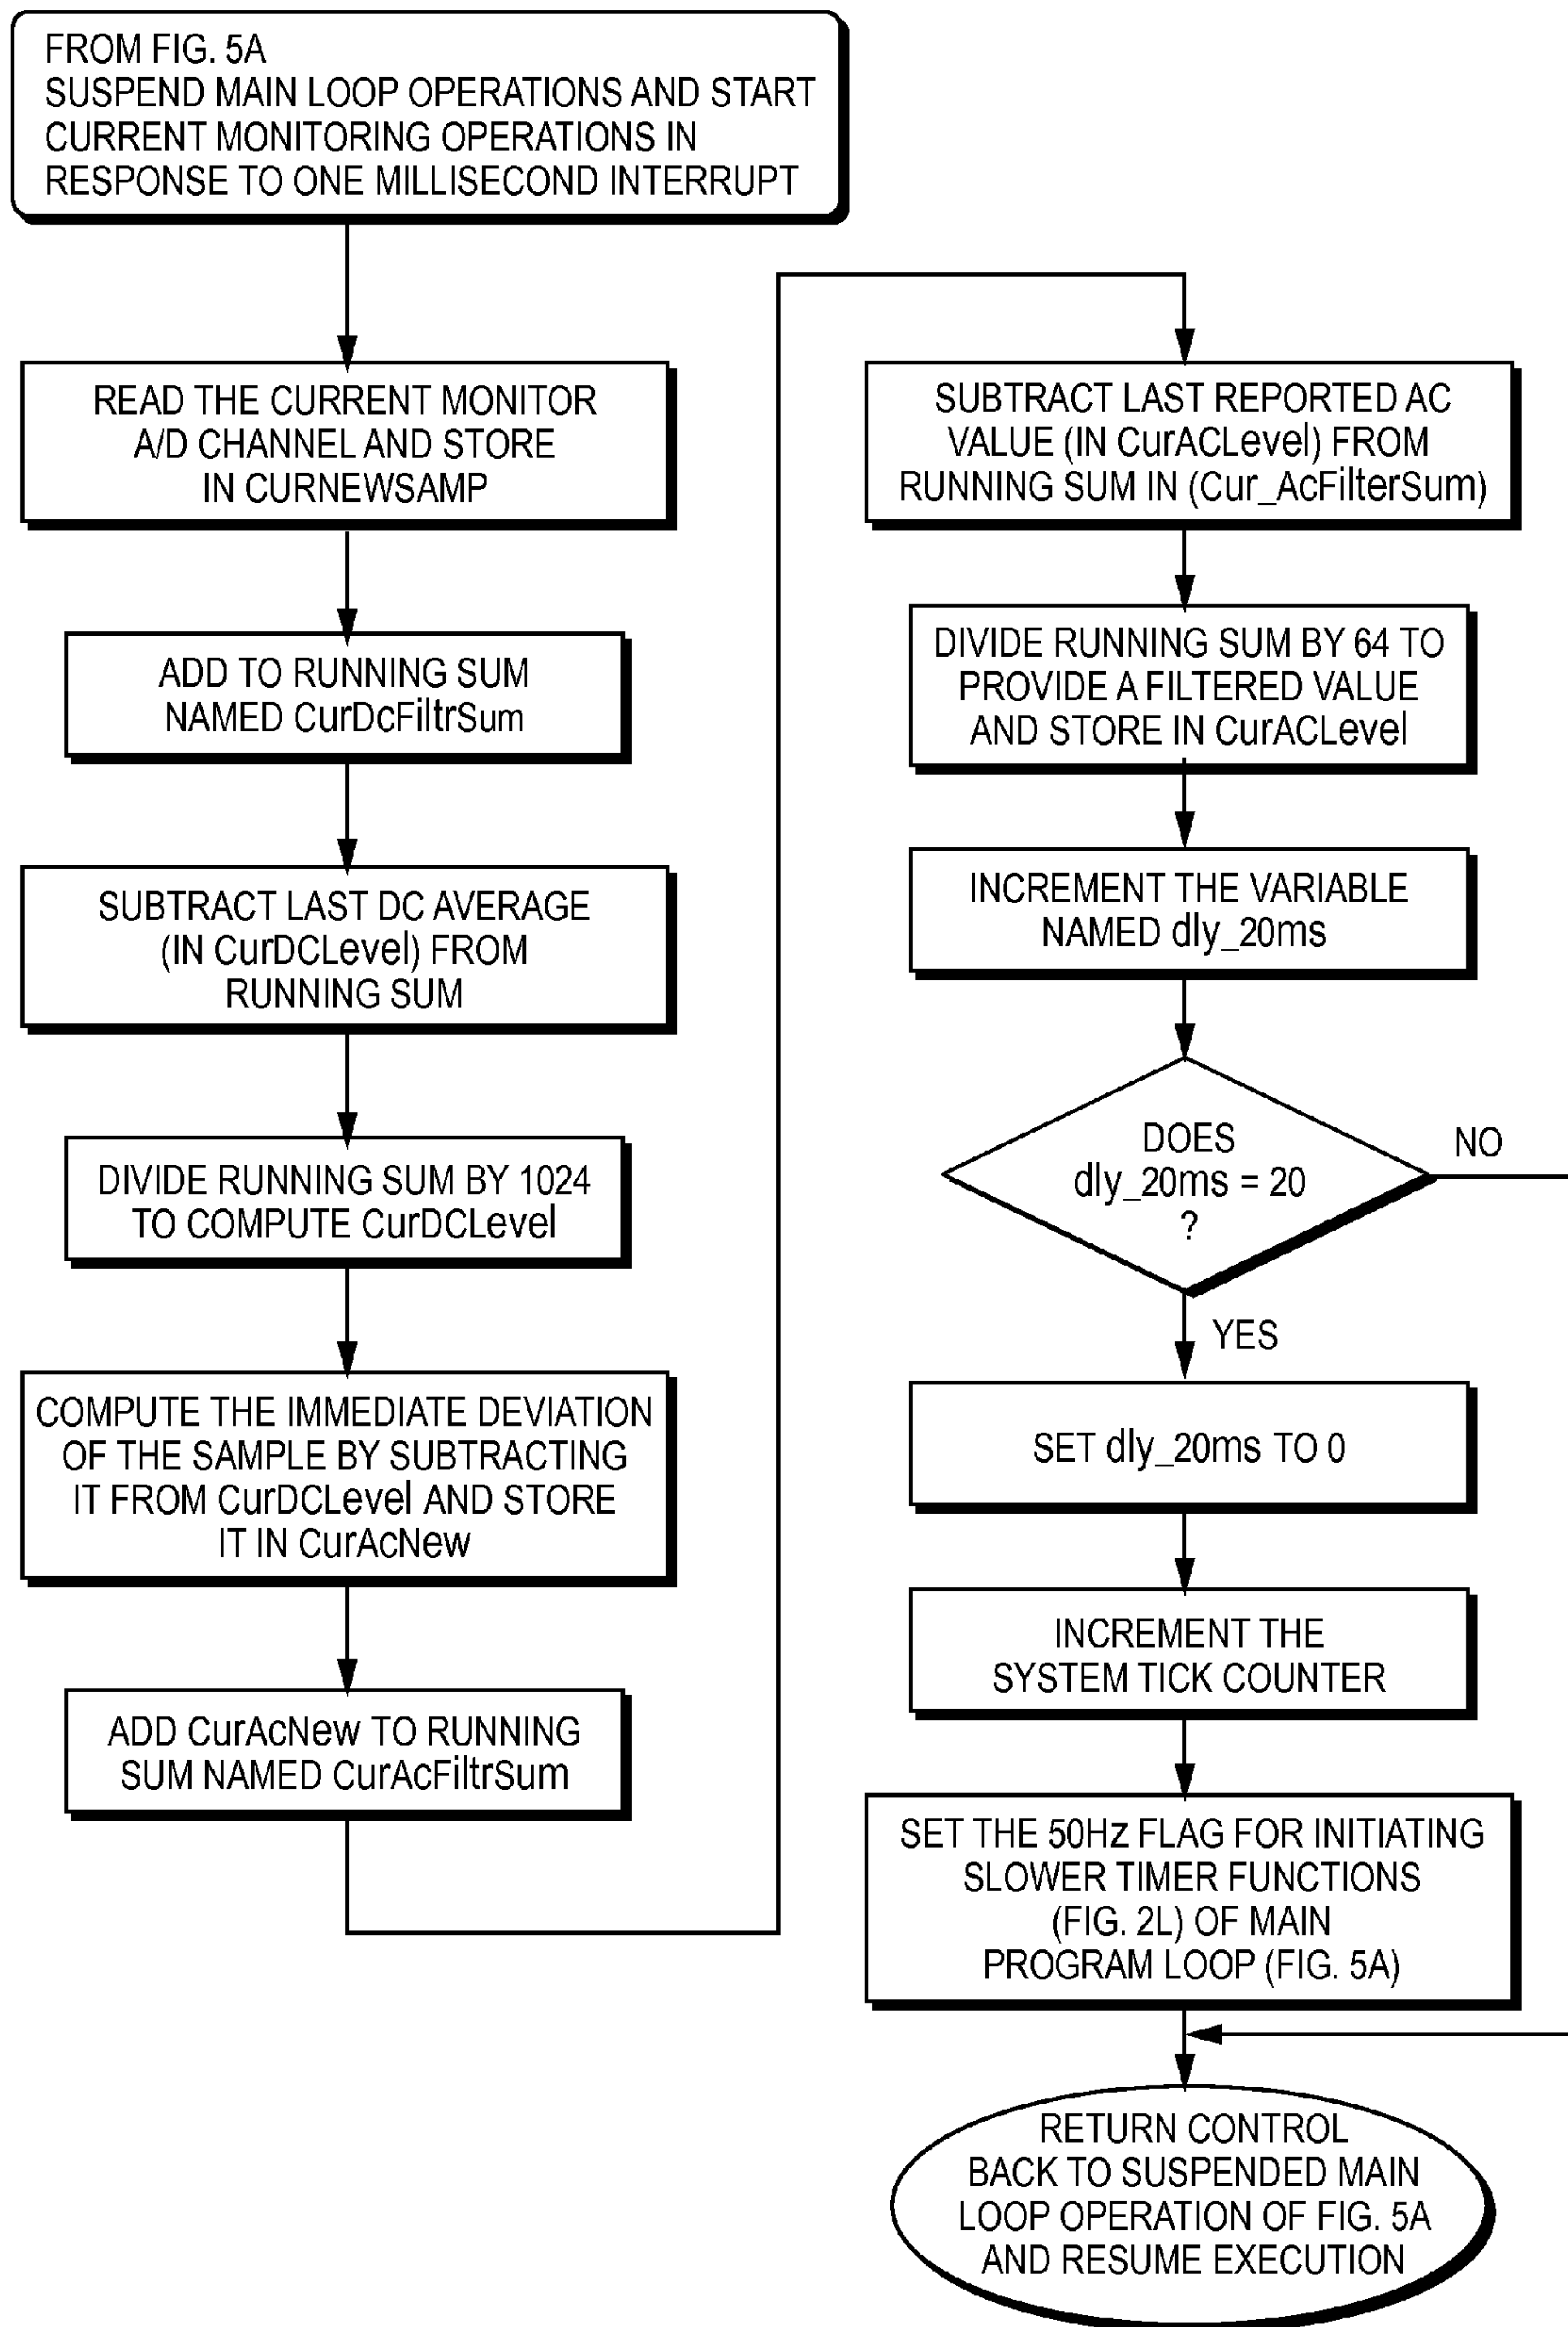 FROM FIG. 5A
SUSPEND MAIN LOOP OPERATIONS AND START
CURRENT MONITORING OPERATIONS IN
RESPONSE TO ONE MILLISECOND INTERRUPT
READ THE CURRENT MONITOR
A/D CHANNEL AND STORE
IN CURNEWSAMP
ADD TO RUNNING SUM
NAMED CurDcFiltrSum
SUBTRACT LAST DC AVERAGE
(IN CurDCLevel) FROM
RUNNING SUM
DIVIDE RUNNING SUM BY 1024
TO COMPUTE CurDCLevel
COMPUTE THE IMMEDIATE DEVIATION
OF THE SAMPLE BY SUBTRACTING
IT FROM CurDCLevel AND STORE
IT IN CurAcNew
ADD CurAcNew TO RUNNING
SUM NAMED CurAcFiltrSum
SUBTRACT LAST REPORTED AC
VALUE (IN CurACLevel) FROM
RUNNING SUM IN (Cur_AcFilterSum)
DIVIDE RUNNING SUM BY 64 TO
PROVIDE A FILTERED VALUE
AND STORE IN CurACLevel
INCREMENT THE VARIABLE
NAMED dly_20ms
DOES
dly_20ms = 20
?
NO
YES
SET dly_20ms TO 0
INCREMENT THE
SYSTEM TICK COUNTER
SET THE 50Hz FLAG FOR INITIATING
SLOWER TIMER FUNCTIONS
(FIG. 2L) OF MAIN
PROGRAM LOOP (FIG. 5A)
RETURN CONTROL
BACK TO SUSPENDED MAIN
LOOP OPERATION OF FIG. 5A
AND RESUME EXECUTION